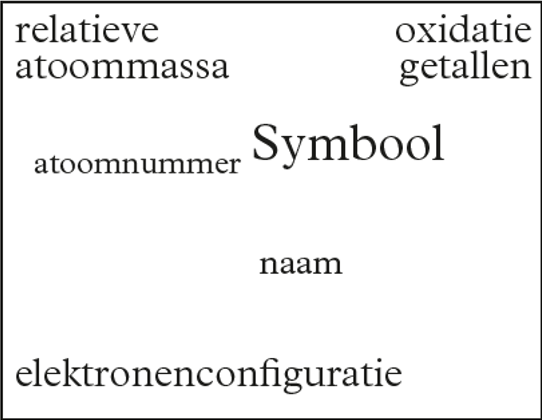 relatieve
atoommassa
oxidatie
getallen
atoomnummer Symbool
naam
elektronenconfiguratie